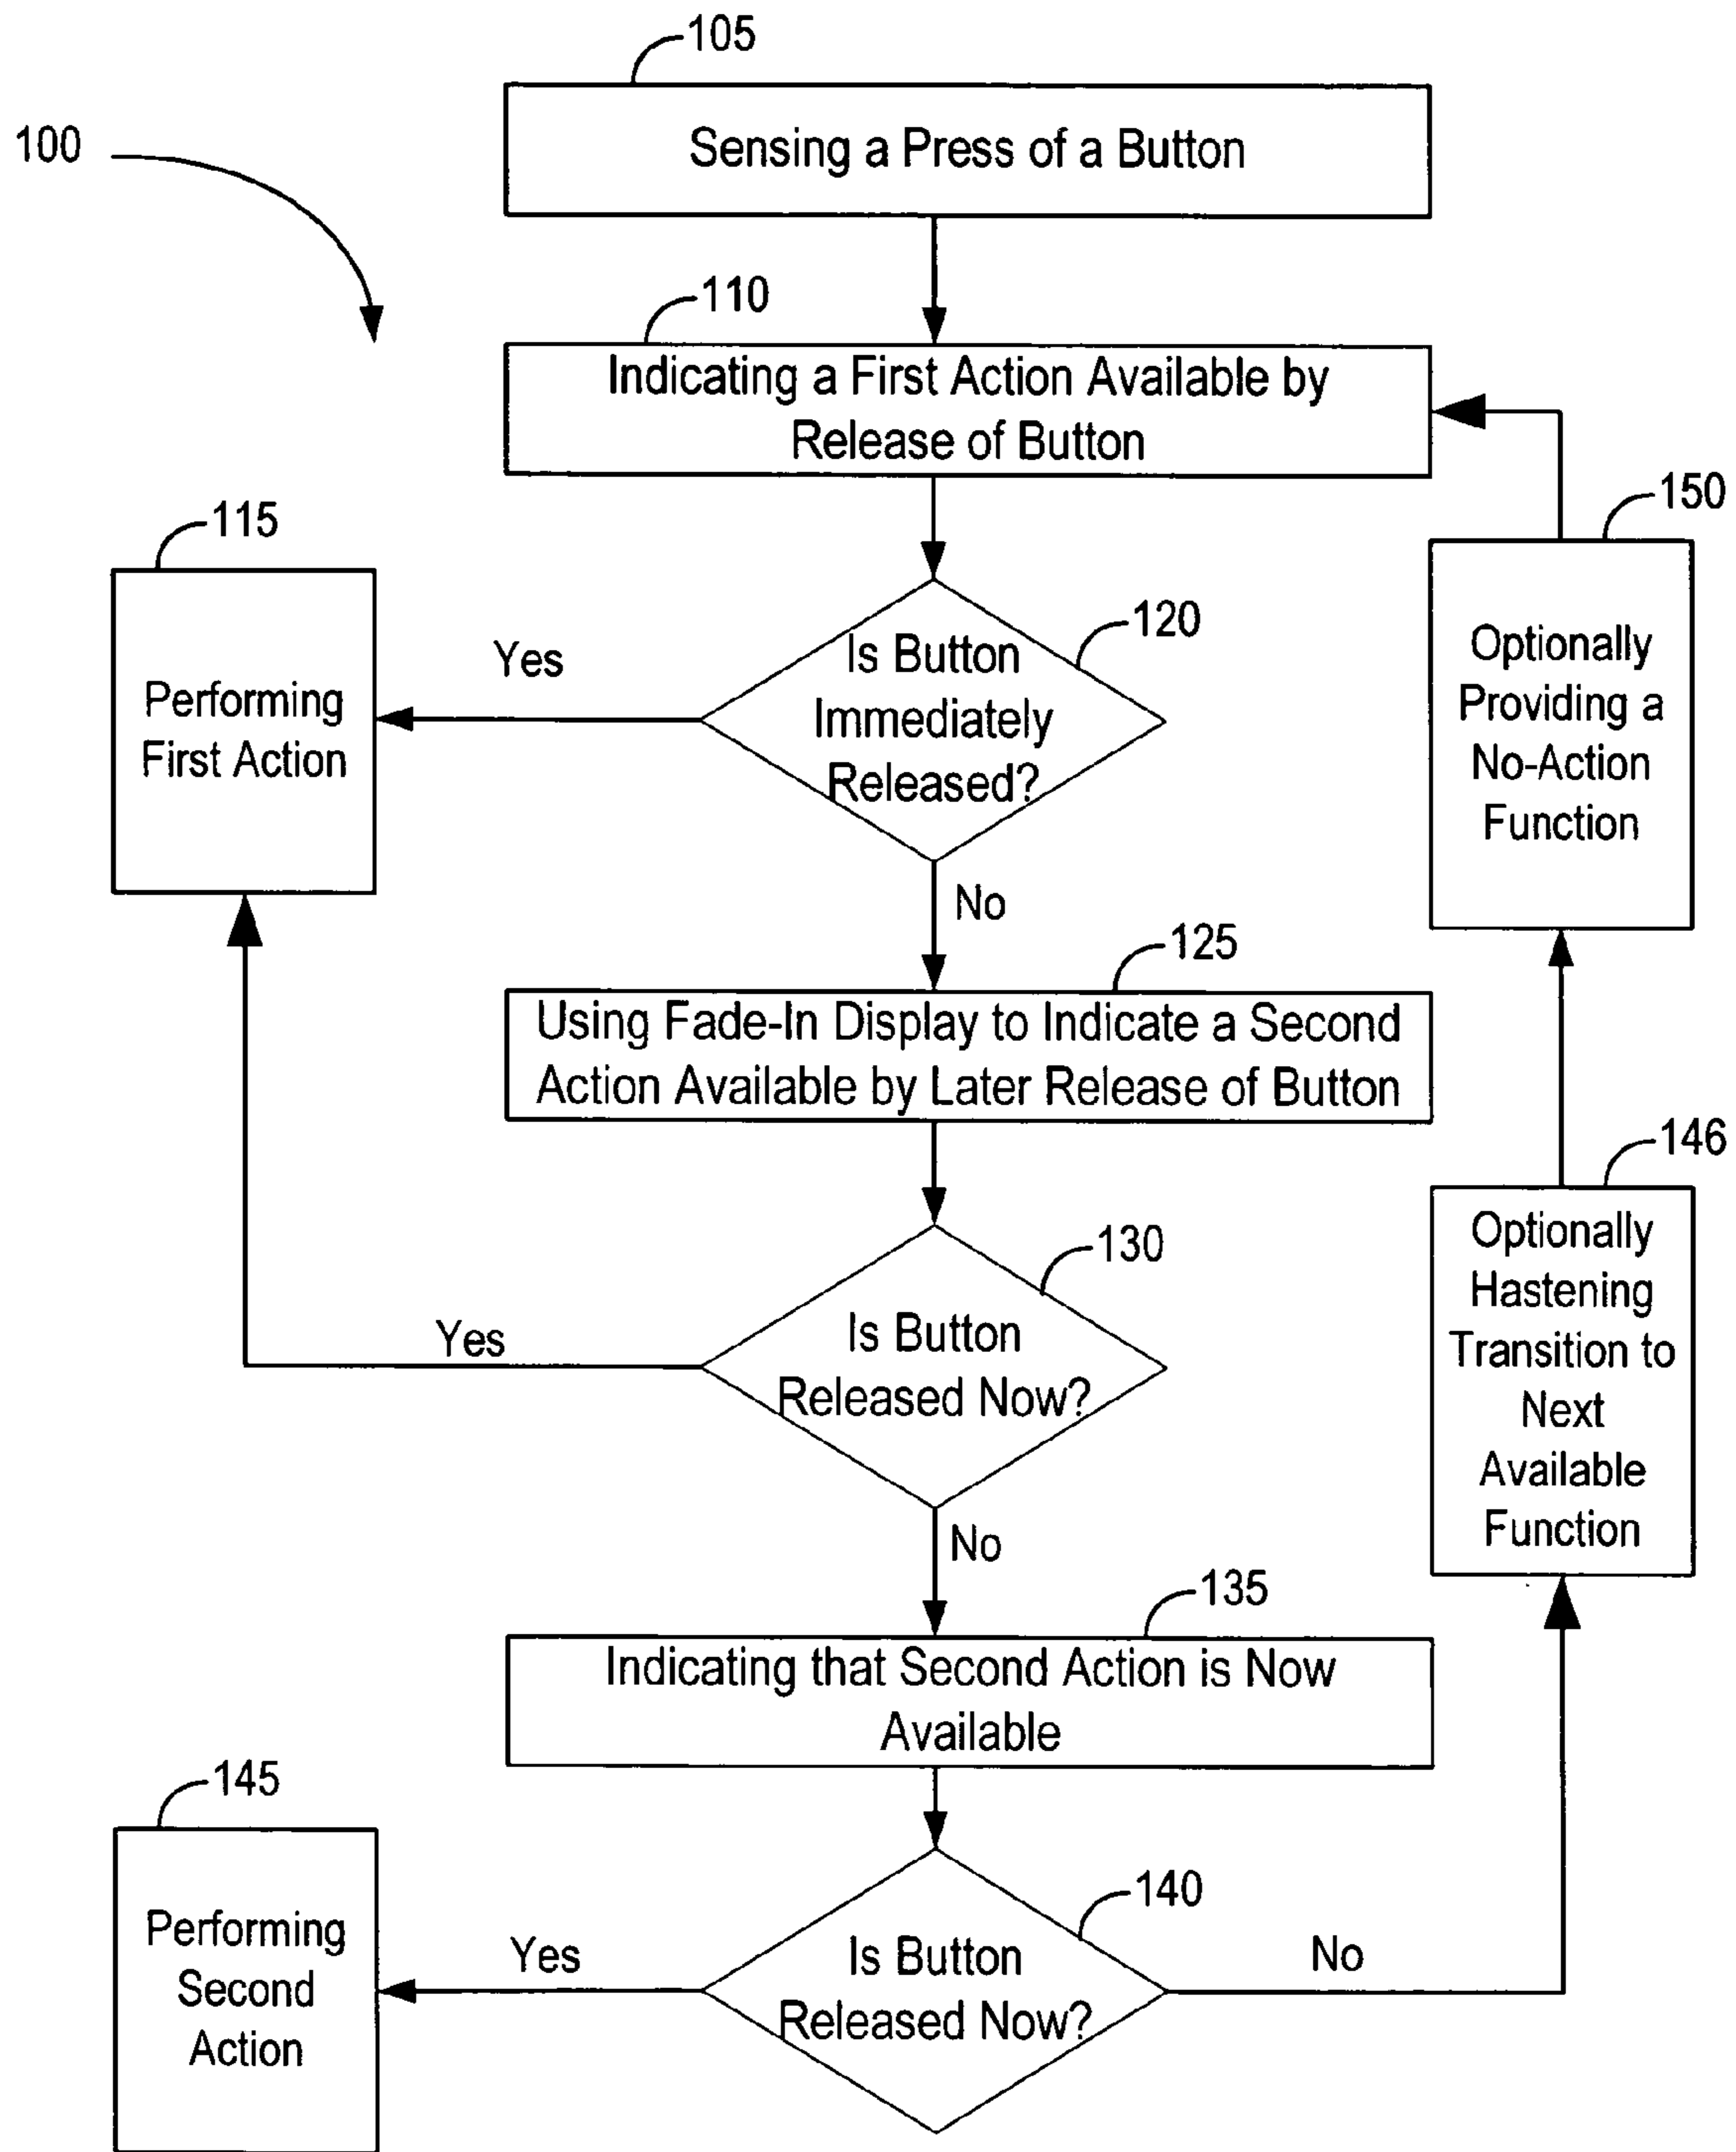 105
Sensing a Press of a Button
100
110
Indicating a First Action Available by
Release of Button
115
Performing
First Action
Yes
120
Is Button
Immediately
Released?
150
Optionally
Providing a
No-Action
Function
No
125
Using Fade-In Display to Indicate a Second
Action Available by Later Release of Button
130
Is Button
Released Now?
Yes
146
Optionally
Hastening
Transition to
Next
Available
Function
No
135
Indicating that Second Action is Now
Available
145
Performing
Second
Action
Yes
140
Is Button
Released Now?
No